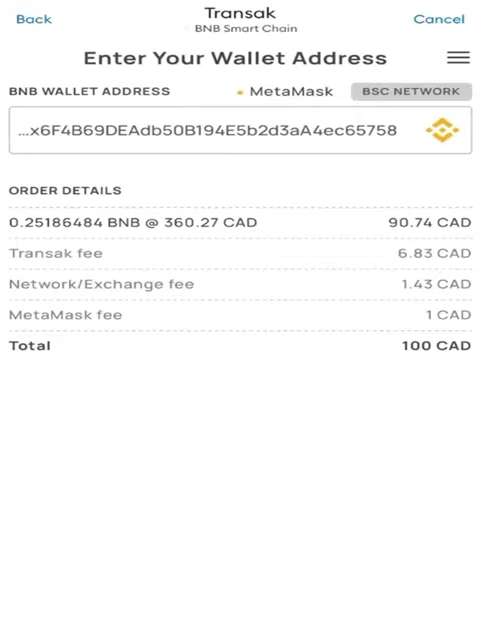 Back Transak Cancel
BNB Smart Chain
Enter Your Wallet Address
BNB WALLET ADDRESS MetaMask BSC NETWORK
...x6F4B69DEAdb50B194E5b2d3aA4ec65758
ORDER DETAILS
0.25186484 BNB @ 360.27 CAD 90.74 CAD
Transak fee 6.83 CAD
Network/Exchange fee 1.43 CAD
MetaMask fee 1 CAD
Total 100 CAD